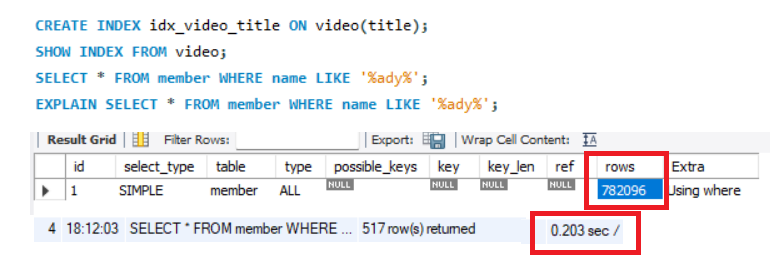 CREATE INDEX idx_video_title ON video(title);
SHOW INDEX FROM video;
SELECT * FROM member WHERE name LIKE '%ady%';
EXPLAIN SELECT * FROM member WHERE name LIKE '%ady%';
Result Grid Filter Rows: Export: Wrap Cell Content: IA
id select_type table type possible_keys key key_len ref rows Extra
1 SIMPLE member ALL NULL NULL NULL NULL 782096 Using where
4 18:12:03 SELECT * FROM member WHERE ... 517 row(s) returned 0.203 sec /